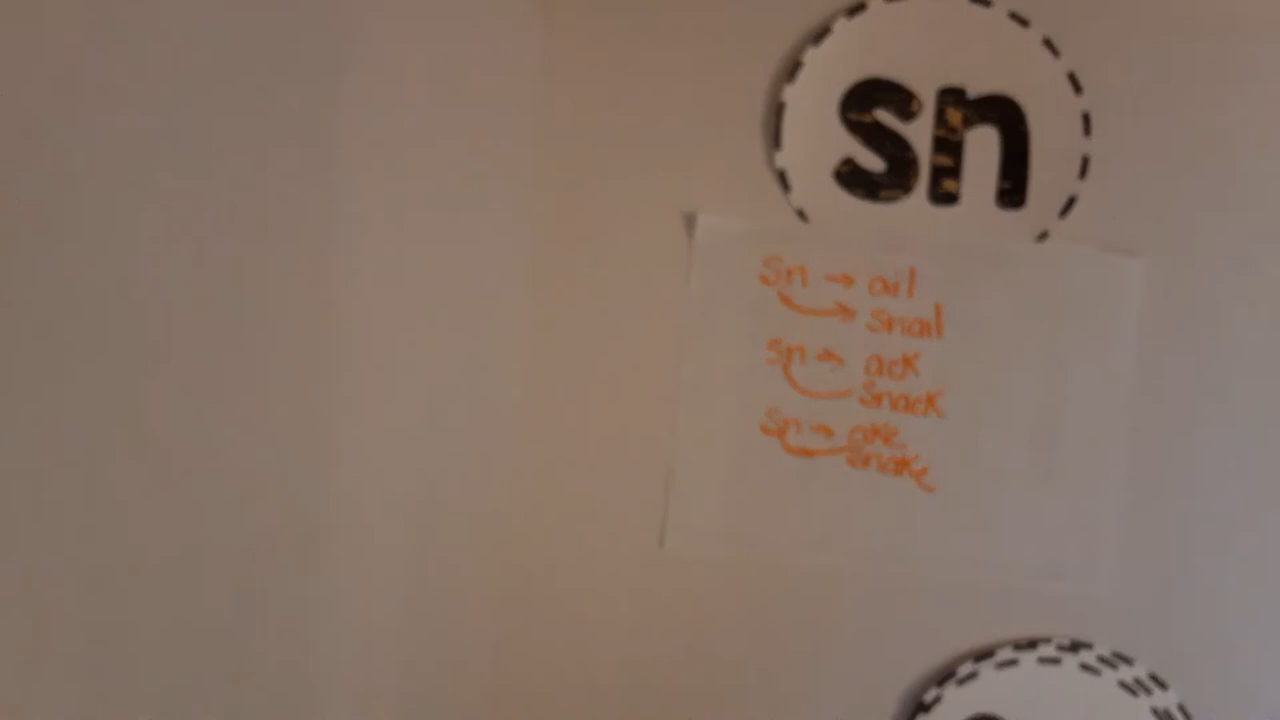 sn
Sn → ail
Snail
Sn → ack
Snack
Sn → ake
Snake